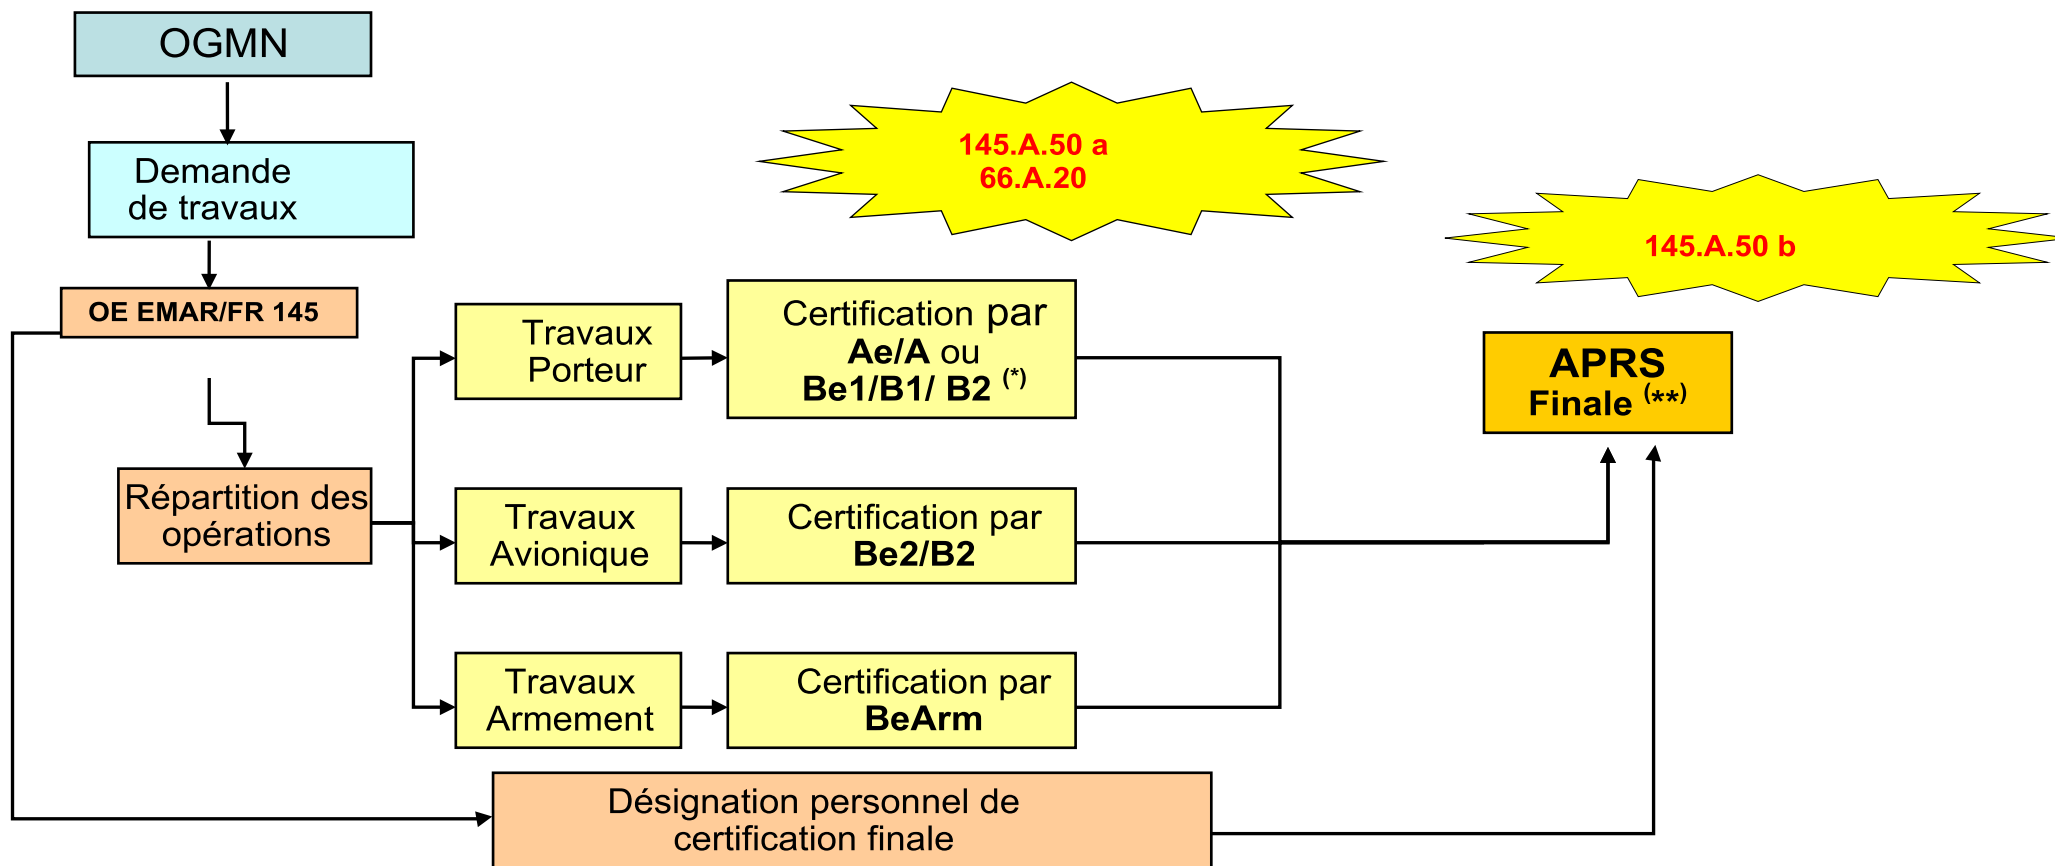 OGMN
Demande
de travaux
OE EMAR/FR 145
Répartition des
opérations
145.A.50 a
66.A.20
145.A.50 b
Travaux
Porteur
Certification par
Ae/A ou
Be1/B1/ B2 (*)
Travaux
Avionique
Certification par
Be2/B2
Travaux
Armement
Certification par
BeArm
APRS
Finale (**)
Désignation personnel de
certification finale